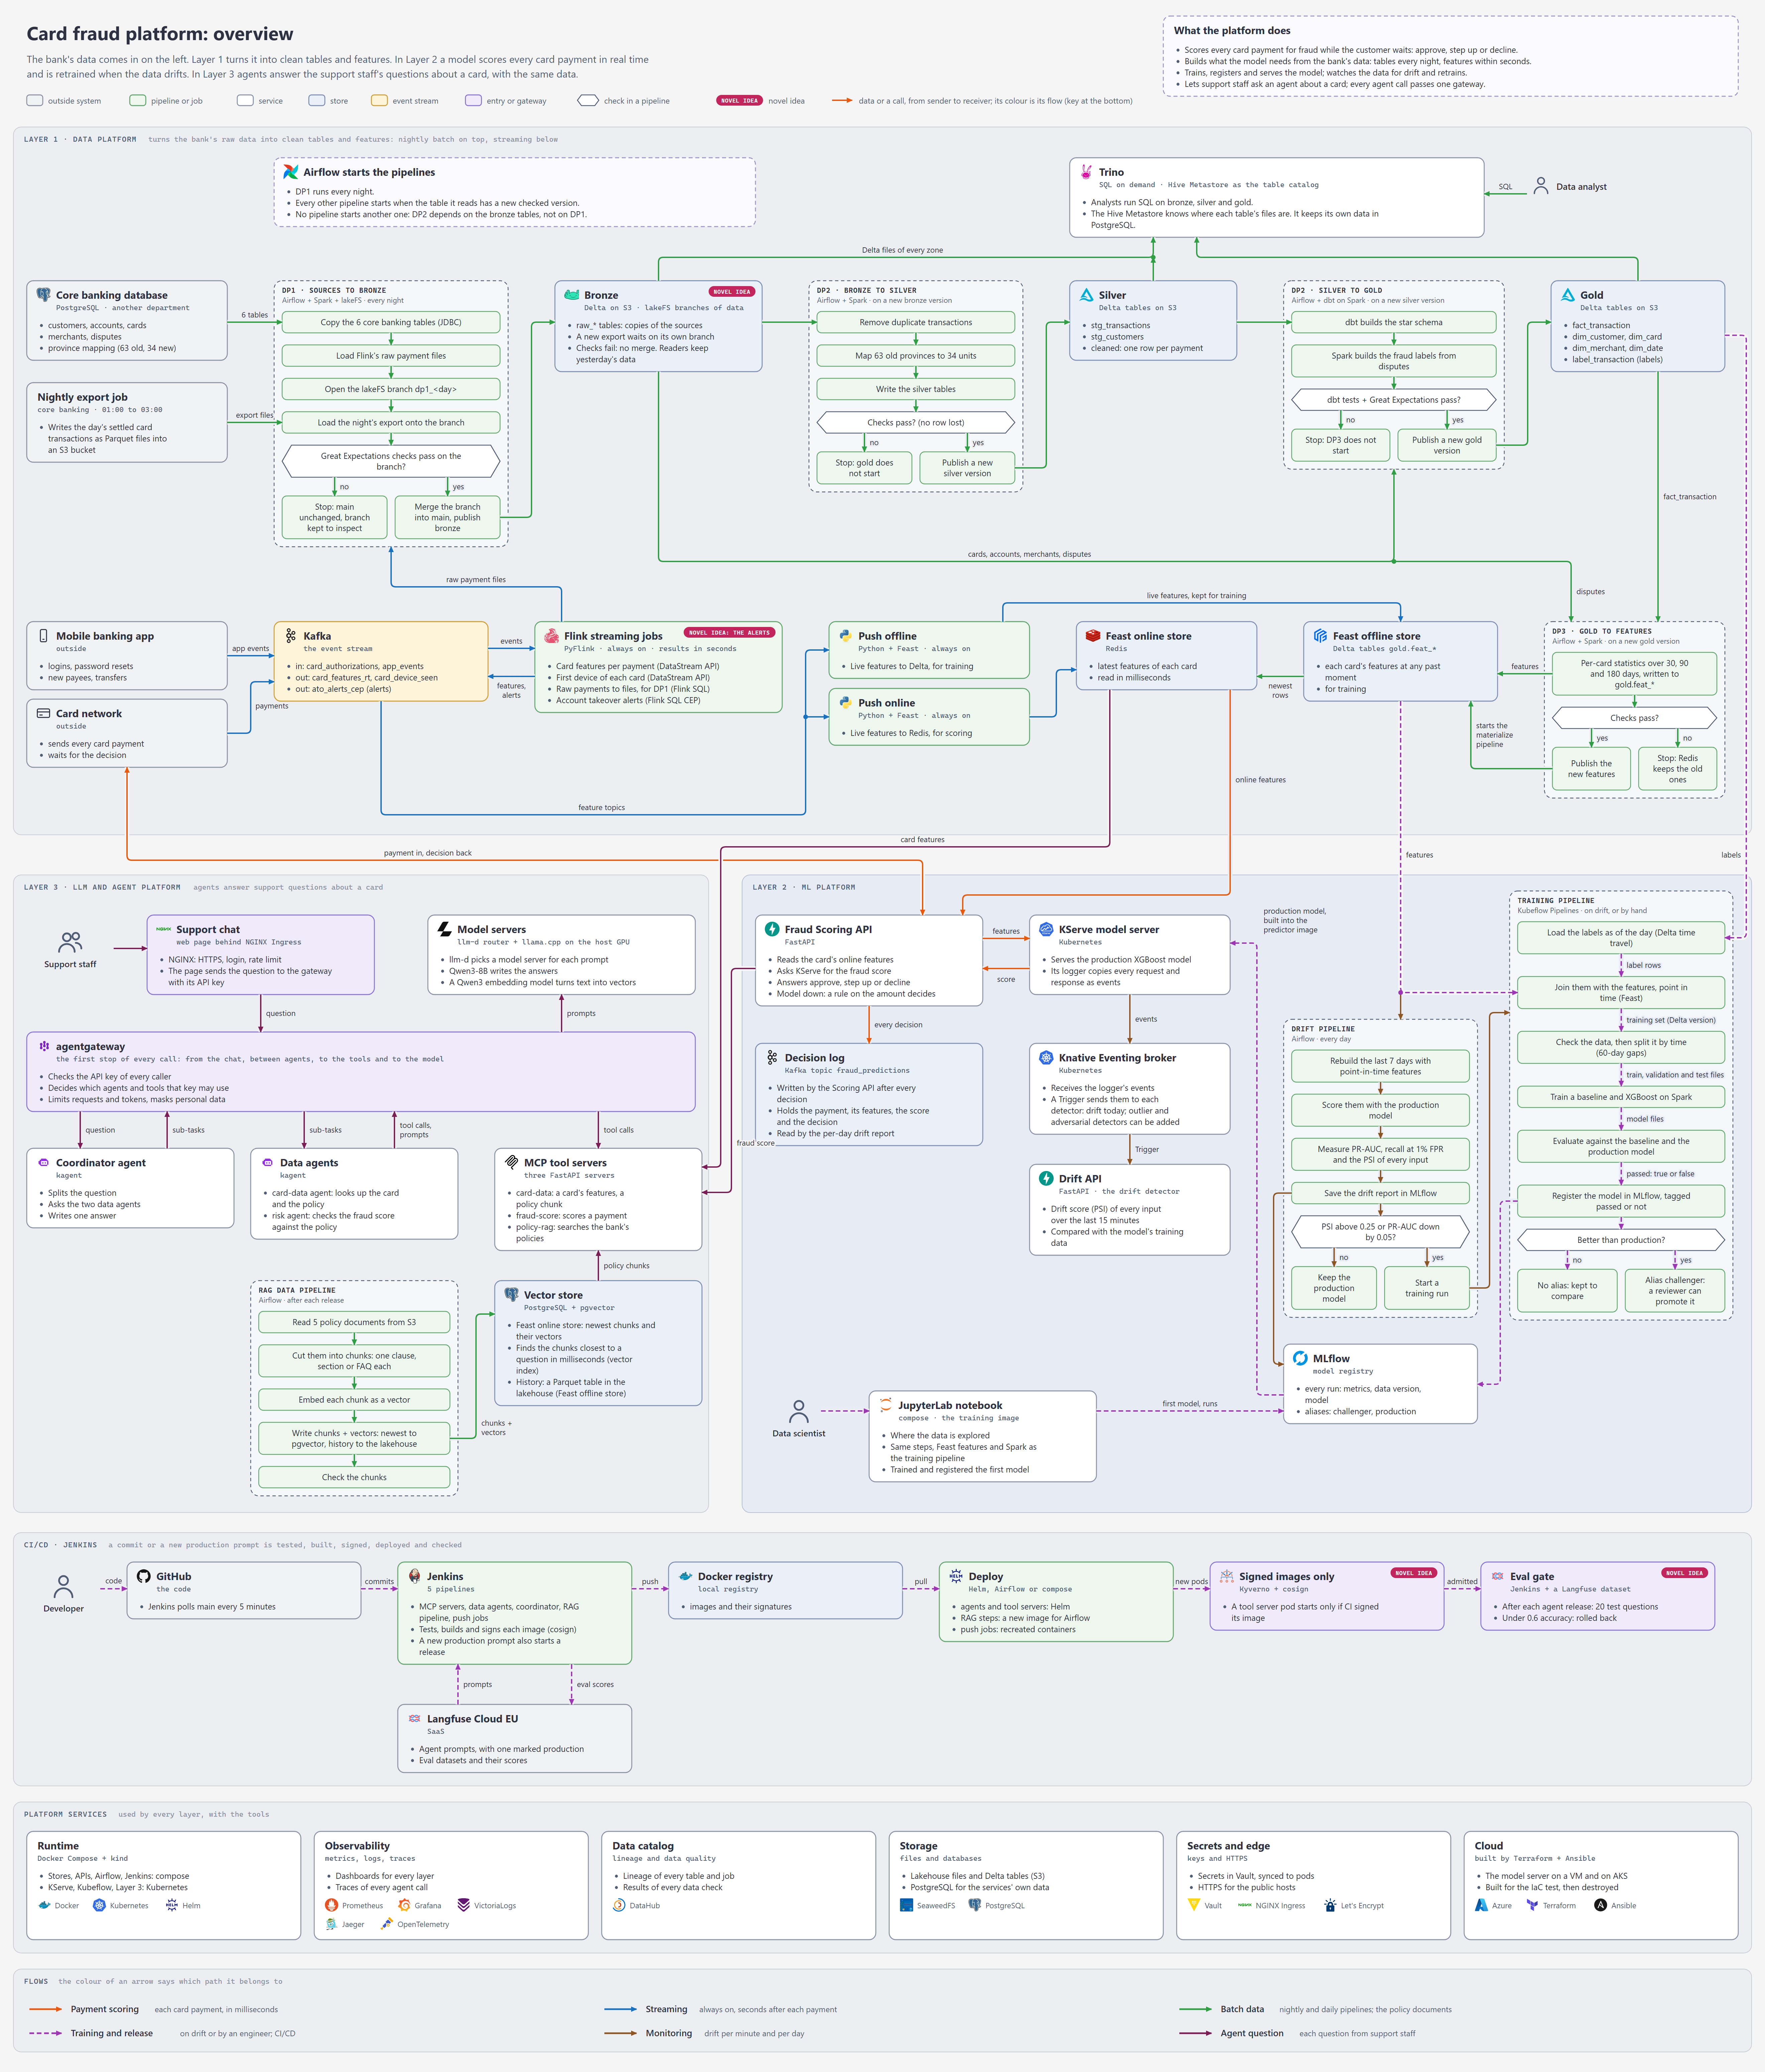 Card fraud platform: overview
The bank's data comes in on the left. Layer 1 turns it into clean tables and features. In Layer 2 a model scores every card payment in real time
and is retrained when the data drifts. In Layer 3 agents answer the support staff's questions about a card, with the same data.
outside system
pipeline or job
service
store
event stream
entry or gateway
check in a pipeline
NOVEL IDEA
novel idea
data or a call, from sender to receiver; its colour is its flow (key at the bottom)
What the platform does
• Scores every card payment for fraud while the customer waits: approve, step up or decline.
• Builds what the model needs from the bank's data: tables every night, features within seconds.
• Trains, registers and serves the model; watches the data for drift and retrains.
• Lets support staff ask an agent about a card; every agent call passes one gateway.
LAYER 1 · DATA PLATFORM turns the bank's raw data into clean tables and features: nightly batch on top, streaming below
Airflow starts the pipelines
• DP1 runs every night.
• Every other pipeline starts when the table it reads has a new checked version.
• No pipeline starts another one: DP2 depends on the bronze tables, not on DP1.
Trino
SQL on demand · Hive Metastore as the table catalog
• Analysts run SQL on bronze, silver and gold.
• The Hive Metastore knows where each table's files are. It keeps its own data in
PostgreSQL.
SQL
Data analyst
Delta files of every zone
Core banking database
PostgreSQL · another department
• customers, accounts, cards
• merchants, disputes
• province mapping (63 old, 34 new)
6 tables
Nightly export job
core banking · 01:00 to 03:00
• Writes the day's settled card
transactions as Parquet files into
an S3 bucket
export files
DP1 · SOURCES TO BRONZE
Airflow + Spark + lakeFS · every night
Copy the 6 core banking tables (JDBC)
Load Flink's raw payment files
Open the lakeFS branch dp1_<day>
Load the night's export onto the branch
Great Expectations checks pass on the
branch?
no
yes
Stop: main
unchanged, branch
kept to inspect
Merge the branch
into main, publish
bronze
Bronze
NOVEL IDEA
Delta on S3 · lakeFS branches of data
• raw_* tables: copies of the sources
• A new export waits on its own branch
• Checks fail: no merge. Readers keep
yesterday's data
DP2 · BRONZE TO SILVER
Airflow + Spark · on a new bronze version
Remove duplicate transactions
Map 63 old provinces to 34 units
Write the silver tables
Checks pass? (no row lost)
no
yes
Stop: gold does
not start
Publish a new
silver version
Silver
Delta tables on S3
• stg_transactions
• stg_customers
• cleaned: one row per payment
DP2 · SILVER TO GOLD
Airflow + dbt on Spark · on a new silver version
dbt builds the star schema
Spark builds the fraud labels from
disputes
dbt tests + Great Expectations pass?
no
yes
Stop: DP3 does not
start
Publish a new gold
version
Gold
Delta tables on S3
• fact_transaction
• dim_customer, dim_card
• dim_merchant, dim_date
• label_transaction (labels)
fact_transaction
cards, accounts, merchants, disputes
disputes
raw payment files
live features, kept for training
Mobile banking app
outside
• logins, password resets
• new payees, transfers
app events
Card network
outside
• sends every card payment
• waits for the decision
payments
Kafka
the event stream
• in: card_authorizations, app_events
• out: card_features_rt, card_device_seen
• out: ato_alerts_cep (alerts)
events
features,
alerts
Flink streaming jobs
NOVEL IDEA: THE ALERTS
PyFlink · always on · results in seconds
• Card features per payment (DataStream API)
• First device of each card (DataStream API)
• Raw payments to files, for DP1 (Flink SQL)
• Account takeover alerts (Flink SQL CEP)
Push offline
Python + Feast · always on
• Live features to Delta, for training
Push online
Python + Feast · always on
• Live features to Redis, for scoring
Feast online store
Redis
• latest features of each card
• read in milliseconds
newest
rows
Feast offline store
Delta tables gold.feat_*
• each card's features at any past
moment
• for training
features
starts the
materialize
pipeline
DP3 · GOLD TO FEATURES
Airflow + Spark · on a new gold version
Per-card statistics over 30, 90
and 180 days, written to
gold.feat_*
Checks pass?
yes
no
Publish the
new features
Stop: Redis
keeps the old
ones
online features
feature topics
card features
payment in, decision back
features
labels
LAYER 3 · LLM AND AGENT PLATFORM agents answer support questions about a card
Support staff
Support chat
web page behind NGINX Ingress
• NGINX: HTTPS, login, rate limit
• The page sends the question to the gateway
with its API key
Model servers
llm-d router + llama.cpp on the host GPU
• llm-d picks a model server for each prompt
• Qwen3-8B writes the answers
• A Qwen3 embedding model turns text into vectors
question
prompts
agentgateway
the first stop of every call: from the chat, between agents, to the tools and to the model
• Checks the API key of every caller
• Decides which agents and tools that key may use
• Limits requests and tokens, masks personal data
question
sub-tasks
sub-tasks
tool calls,
prompts
tool calls
Coordinator agent
kagent
• Splits the question
• Asks the two data agents
• Writes one answer
Data agents
kagent
• card-data agent: looks up the card
and the policy
• risk agent: checks the fraud score
against the policy
MCP tool servers
three FastAPI servers
• card-data: a card's features, a
policy chunk
• fraud-score: scores a payment
• policy-rag: searches the bank's
policies
fraud score
policy chunks
RAG DATA PIPELINE
Airflow · after each release
Read 5 policy documents from S3
Cut them into chunks: one clause,
section or FAQ each
Embed each chunk as a vector
Write chunks + vectors: newest to
pgvector, history to the lakehouse
Check the chunks
chunks +
vectors
Vector store
PostgreSQL + pgvector
• Feast online store: newest chunks and
their vectors
• Finds the chunks closest to a
question in milliseconds (vector
index)
• History: a Parquet table in the
lakehouse (Feast offline store)
LAYER 2 · ML PLATFORM
Fraud Scoring API
FastAPI
• Reads the card's online features
• Asks KServe for the fraud score
• Answers approve, step up or decline
• Model down: a rule on the amount decides
features
score
KServe model server
Kubernetes
• Serves the production XGBoost model
• Its logger copies every request and
response as events
production model,
built into the
predictor image
every decision
events
Decision log
Kafka topic fraud_predictions
• Written by the Scoring API after every
decision
• Holds the payment, its features, the score
and the decision
• Read by the per-day drift report
Knative Eventing broker
Kubernetes
• Receives the logger's events
• A Trigger sends them to each
detector: drift today; outlier and
adversarial detectors can be added
Trigger
Drift API
FastAPI · the drift detector
• Drift score (PSI) of every input
over the last 15 minutes
• Compared with the model's training
data
DRIFT PIPELINE
Airflow · every day
Rebuild the last 7 days with
point-in-time features
Score them with the production
model
Measure PR-AUC, recall at 1% FPR
and the PSI of every input
Save the drift report in MLflow
PSI above 0.25 or PR-AUC down
by 0.05?
no
yes
Keep the
production
model
Start a
training run
TRAINING PIPELINE
Kubeflow Pipelines · on drift, or by hand
Load the labels as of the day (Delta time
travel)
label rows
Join them with the features, point in
time (Feast)
training set (Delta version)
Check the data, then split it by time
(60-day gaps)
train, validation and test files
Train a baseline and XGBoost on Spark
model files
Evaluate against the baseline and the
production model
passed: true or false
Register the model in MLflow, tagged
passed or not
Better than production?
no
yes
No alias: kept to
compare
Alias challenger:
a reviewer can
promote it
MLflow
model registry
• every run: metrics, data version,
model
• aliases: challenger, production
Data scientist
JupyterLab notebook
compose · the training image
• Where the data is explored
• Same steps, Feast features and Spark as
the training pipeline
• Trained and registered the first model
first model, runs
CI/CD · JENKINS a commit or a new production prompt is tested, built, signed, deployed and checked
Developer
code
GitHub
the code
• Jenkins polls main every 5 minutes
commits
Jenkins
5 pipelines
• MCP servers, data agents, coordinator, RAG
pipeline, push jobs
• Tests, builds and signs each image (cosign)
• A new production prompt also starts a
release
push
Docker registry
local registry
• images and their signatures
pull
Deploy
Helm, Airflow or compose
• agents and tool servers: Helm
• RAG steps: a new image for Airflow
• push jobs: recreated containers
new pods
Signed images only
NOVEL IDEA
Kyverno + cosign
• A tool server pod starts only if CI signed
its image
admitted
Eval gate
NOVEL IDEA
Jenkins + a Langfuse dataset
• After each agent release: 20 test questions
• Under 0.6 accuracy: rolled back
prompts
eval scores
Langfuse Cloud EU
SaaS
• Agent prompts, with one marked production
• Eval datasets and their scores
PLATFORM SERVICES used by every layer, with the tools
Runtime
Docker Compose + kind
• Stores, APIs, Airflow, Jenkins: compose
• KServe, Kubeflow, Layer 3: Kubernetes
Docker
Kubernetes
Helm
Observability
metrics, logs, traces
• Dashboards for every layer
• Traces of every agent call
Prometheus
Grafana
VictoriaLogs
Jaeger
OpenTelemetry
Data catalog
lineage and data quality
• Lineage of every table and job
• Results of every data check
DataHub
Storage
files and databases
• Lakehouse files and Delta tables (S3)
• PostgreSQL for the services' own data
SeaweedFS
PostgreSQL
Secrets and edge
keys and HTTPS
• Secrets in Vault, synced to pods
• HTTPS for the public hosts
Vault
NGINX Ingress
Let's Encrypt
Cloud
built by Terraform + Ansible
• The model server on a VM and on AKS
• Built for the IaC test, then destroyed
Azure
Terraform
Ansible
FLOWS the colour of an arrow says which path it belongs to
Payment scoring each card payment, in milliseconds
Streaming always on, seconds after each payment
Batch data nightly and daily pipelines; the policy documents
Training and release on drift or by an engineer; CI/CD
Monitoring drift per minute and per day
Agent question each question from support staff